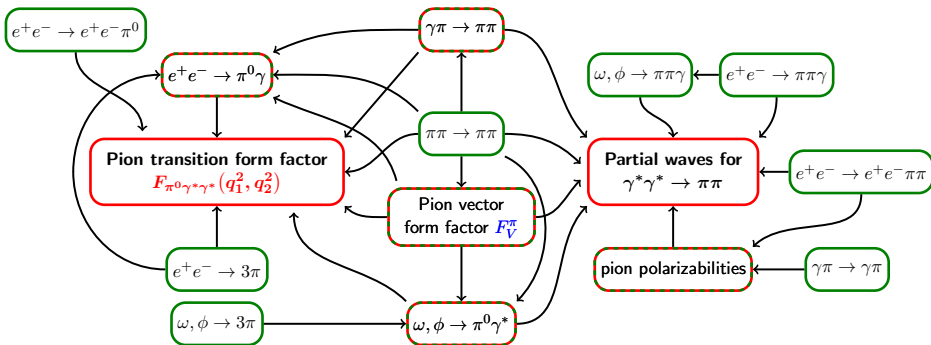 e⁺e⁻ → e⁺e⁻π⁰
γπ → ππ
e⁺e⁻ → π⁰γ
ω, ϕ → ππγ
e⁺e⁻ → ππγ
ππ → ππ
Pion transition form factor
F_{π⁰γ*γ*}(q₁², q₂²)
Partial waves for
γ*γ* → ππ
e⁺e⁻ → e⁺e⁻ππ
Pion vector
form factor F_V^π
e⁺e⁻ → 3π
pion polarizabilities
γπ → γπ
ω, ϕ → 3π
ω, ϕ → π⁰γ*